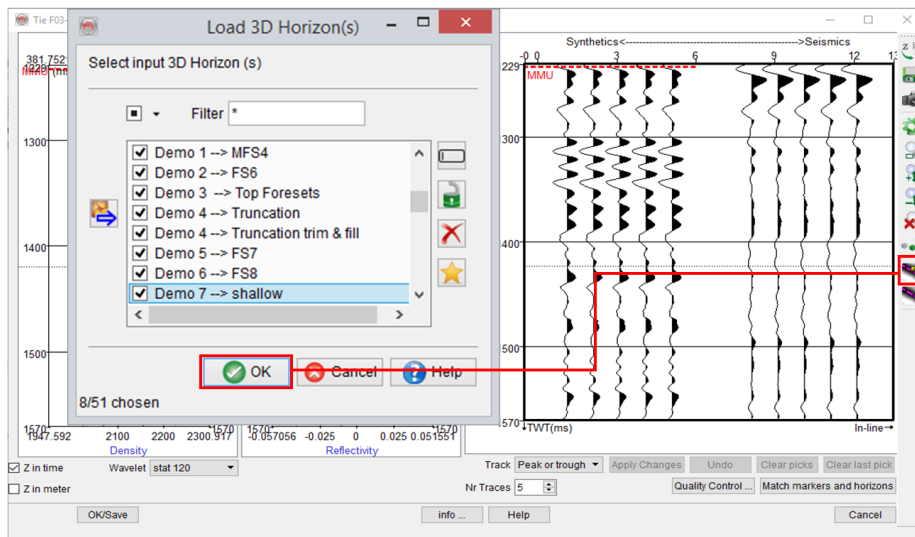 Tie F03-
Load 3D Horizon(s)
Select input 3D Horizon (s)
Filter *
Demo 1 --> MFS4
Demo 2 --> FS6
Demo 3 --> Top Foresets
Demo 4 --> Truncation
Demo 4 --> Truncation trim & fill
Demo 5 --> FS7
Demo 6 --> FS8
Demo 7 --> shallow
OK
Cancel
Help
8/51 chosen
381.752
1300
1400
1500
1570
1570
1570
1947.592
2100
2200
2300.917
Density
-0.057056
-0.025
0
0.025
0.051551
Reflectivity
Synthetics<------------------------------------------>Seismics
3
6
9
12
229
MMU
300
400
500
570
TWT(ms)
In-line
Z in time
Wavelet stat 120
Z in meter
Track Peak or trough Apply Changes Undo Clear picks Clear last pick
Nr Traces 5 Quality Control ... Match markers and horizons
OK/Save info ... Help Cancel